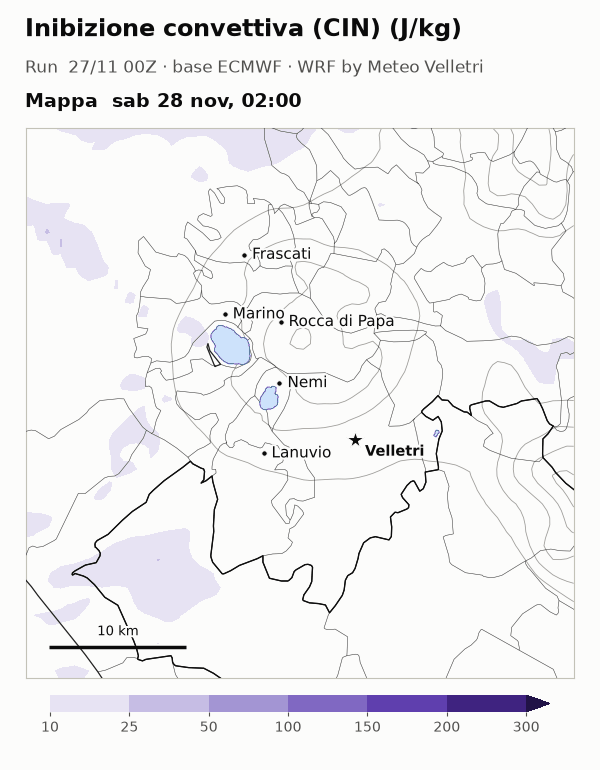 Inibizione convettiva (CIN) (J/kg)
Run  27/11 00Z · base ECMWF · WRF by Meteo Velletri
Mappa  sab 28 nov, 02:00
Frascati
Marino
Rocca di Papa
Nemi
Velletri
Lanuvio
10 km
10 25 50 100 150 200 300